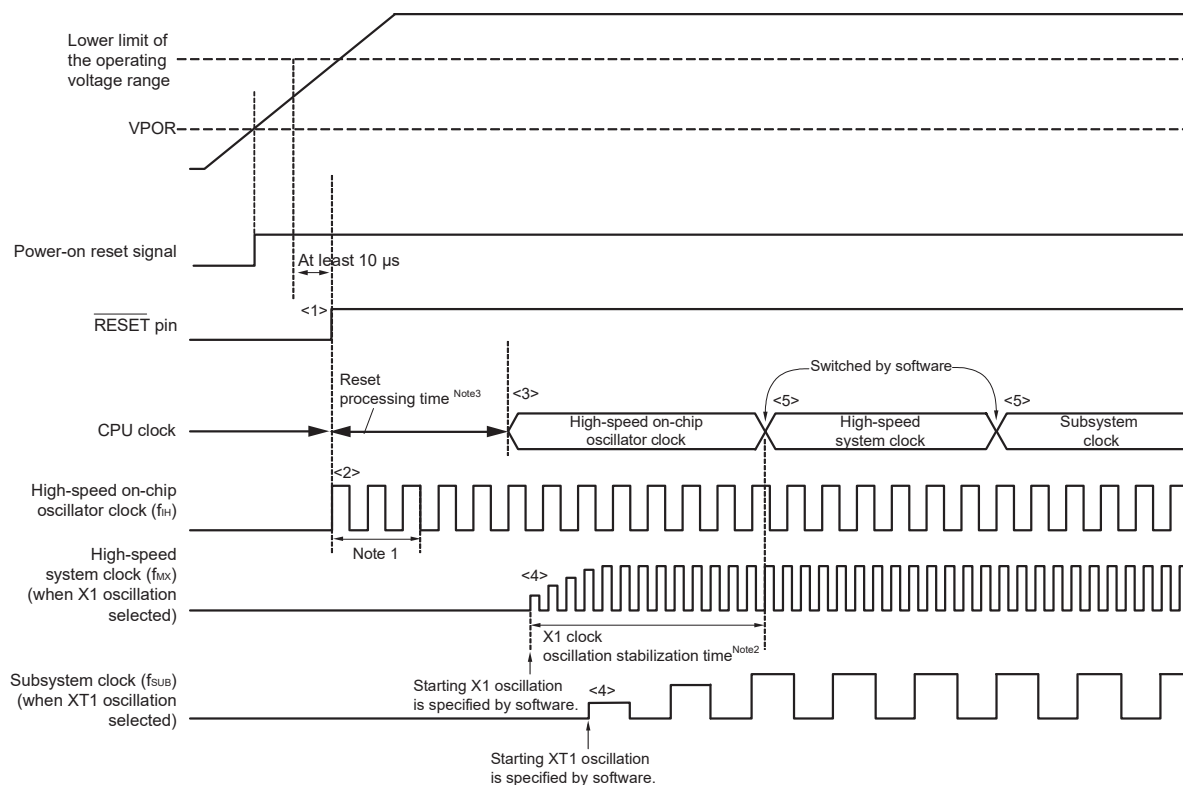 Lower limit of
the operating
voltage range
VPOR
Power-on reset signal
At least 10 µs
<1>
RESET pin
Reset
processing time Note3
<3>
Switched by software
<5>
<5>
CPU clock
High-speed on-chip
oscillator clock
High-speed
system clock
Subsystem
clock
<2>
High-speed on-chip
oscillator clock (fIH)
Note 1
High-speed
system clock (fMX)
(when X1 oscillation
selected)
<4>
X1 clock
oscillation stabilization time Note2
Starting X1 oscillation
is specified by software.
Subsystem clock (fSUB)
(when XT1 oscillation
selected)
<4>
Starting XT1 oscillation
is specified by software.